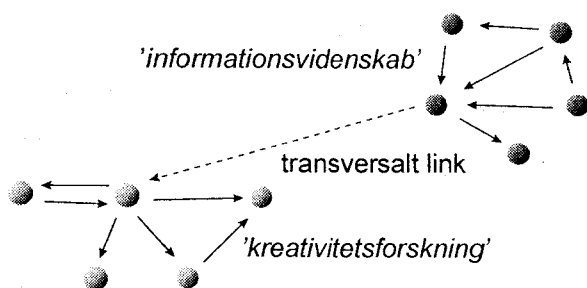 'informationsvidenskab'
transversalt link
'kreativitetsforskning'